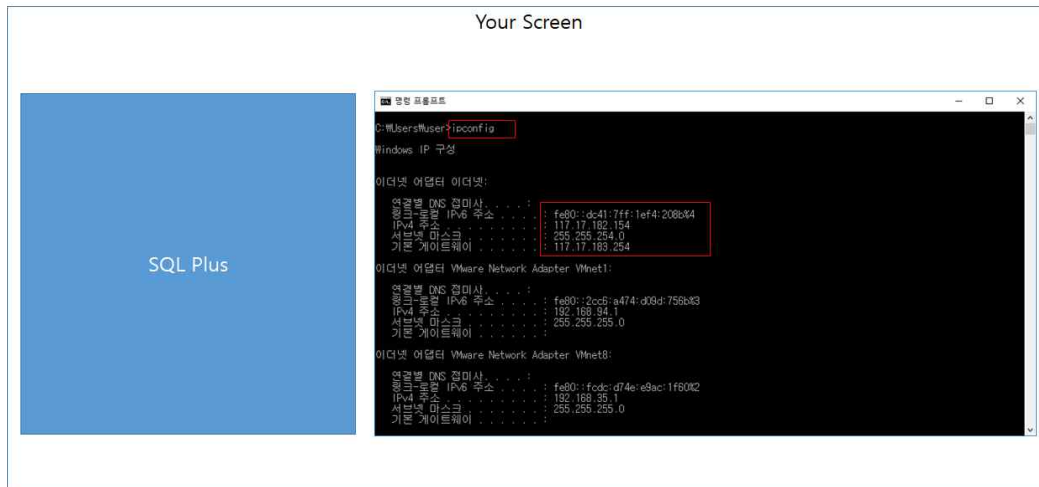 Your Screen
SQL Plus
명령 프롬프트
C:\Users\user>ipconfig
Windows IP 구성
이더넷 어댑터 이더넷:
연결별 DNS 접미사. . . . :
링크-로컬 IPv6 주소 . . . . : fe80::dc41:7ff:1ef4:208b%4
IPv4 주소 . . . . . . . . . : 117.17.182.154
서브넷 마스크 . . . . . . . : 255.255.254.0
기본 게이트웨이 . . . . . . : 117.17.183.254
이더넷 어댑터 VMware Network Adapter VMnet1:
연결별 DNS 접미사. . . . :
링크-로컬 IPv6 주소 . . . . : fe80::2cc6:a474:d09d:756b%3
IPv4 주소 . . . . . . . . . : 192.168.94.1
서브넷 마스크 . . . . . . . : 255.255.255.0
기본 게이트웨이 . . . . . . :
이더넷 어댑터 VMware Network Adapter VMnet8:
연결별 DNS 접미사. . . . :
링크-로컬 IPv6 주소 . . . . : fe80::fcdc:d74e:e9ac:1f60%2
IPv4 주소 . . . . . . . . . : 192.168.35.1
서브넷 마스크 . . . . . . . : 255.255.255.0
기본 게이트웨이 . . . . . . :